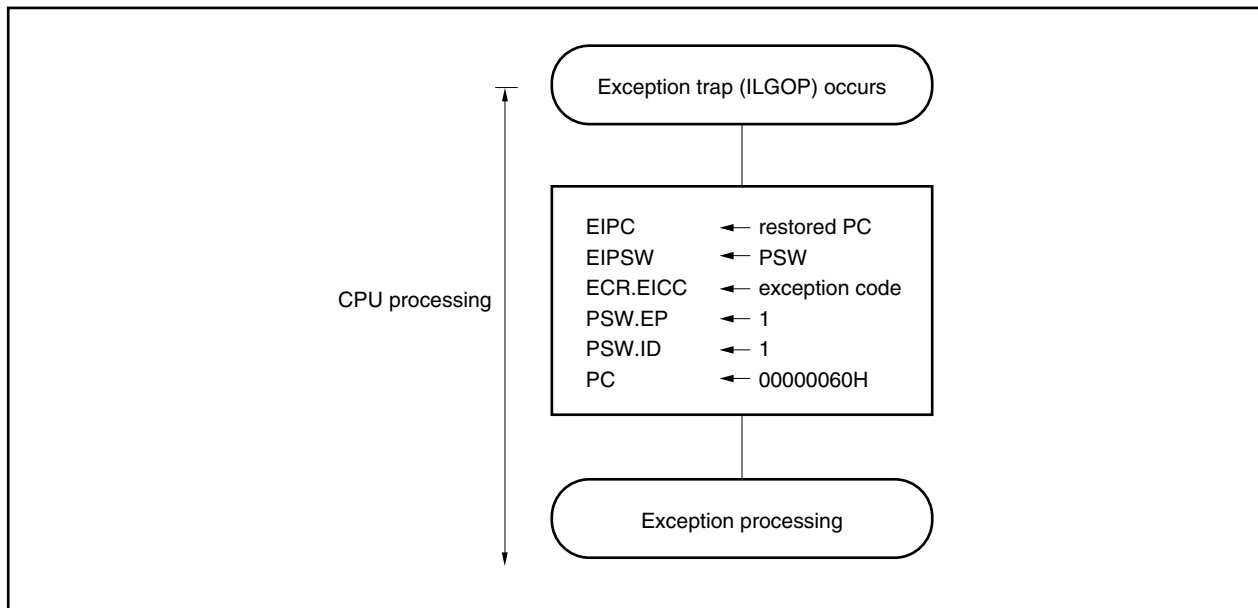 Exception trap (ILGOP) occurs
CPU processing
EIPC ← restored PC
EIPSW ← PSW
ECR.EICC ← exception code
PSW.EP ← 1
PSW.ID ← 1
PC ← 00000060H
Exception processing